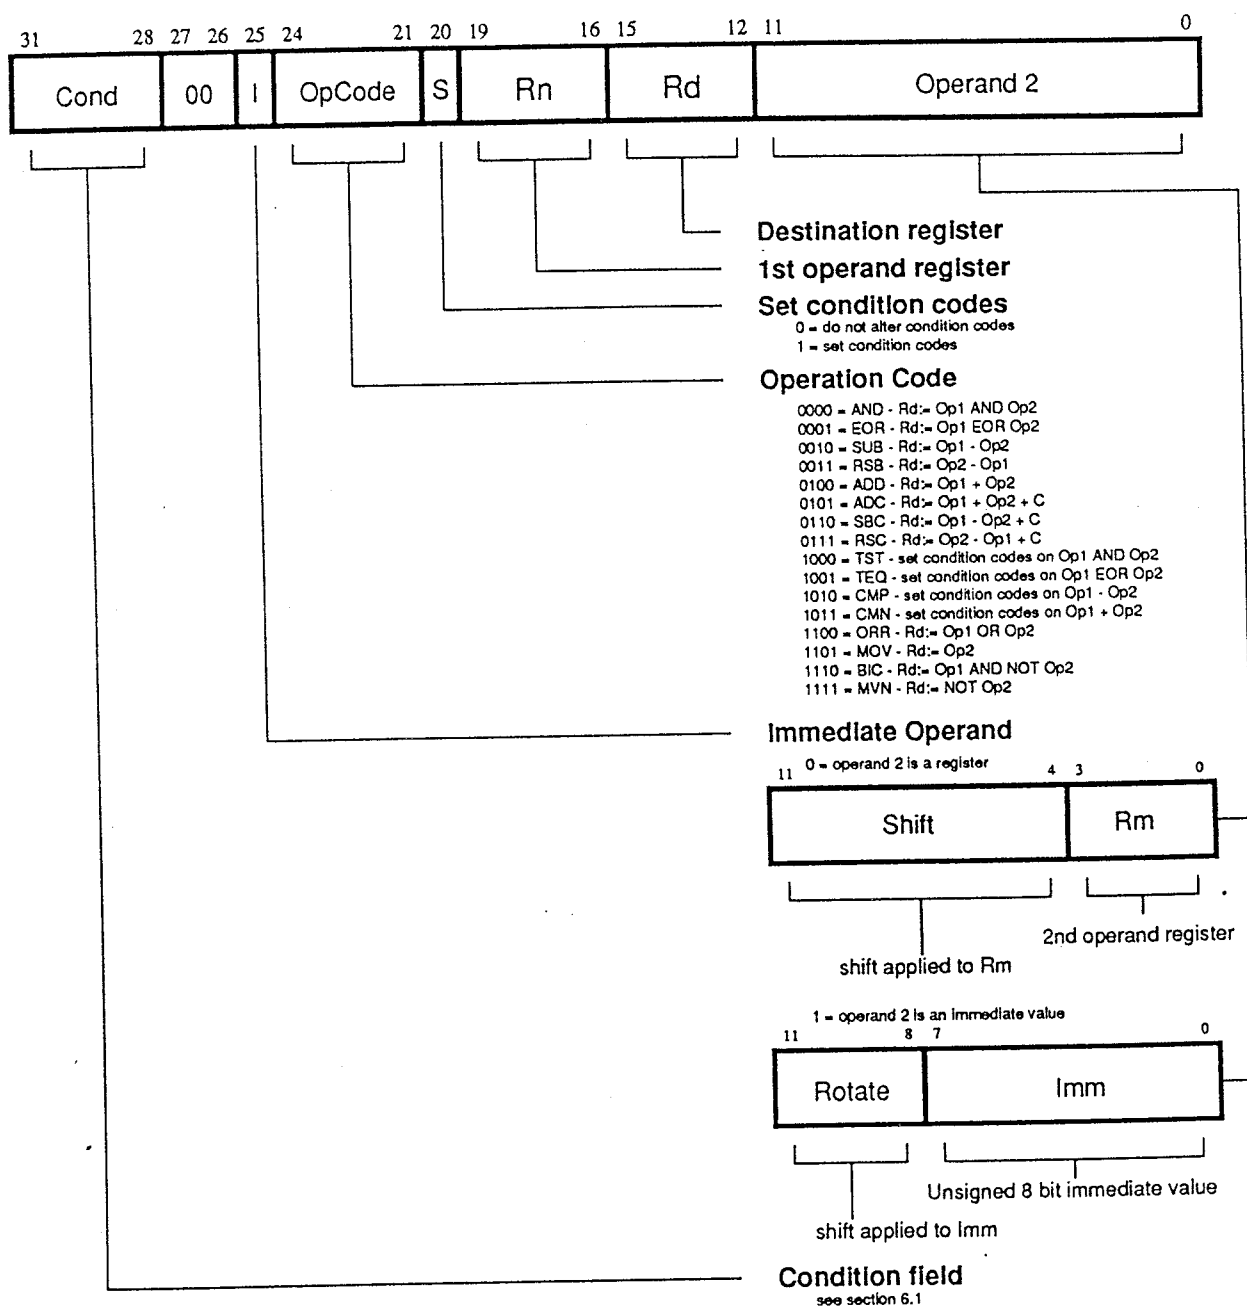 31 28 27 26 25 24 21 20 19 16 15 12 11 0
Cond 00 I OpCode S Rn Rd Operand 2
Destination register
1st operand register
Set condition codes
0 = do not alter condition codes
1 = set condition codes
Operation Code
0000 = AND - Rd:= Op1 AND Op2
0001 = EOR - Rd:= Op1 EOR Op2
0010 = SUB - Rd:= Op1 - Op2
0011 = RSB - Rd:= Op2 - Op1
0100 = ADD - Rd:= Op1 + Op2
0101 = ADC - Rd:= Op1 + Op2 + C
0110 = SBC - Rd:= Op1 - Op2 + C
0111 = RSC - Rd:= Op2 - Op1 + C
1000 = TST - set condition codes on Op1 AND Op2
1001 = TEQ - set condition codes on Op1 EOR Op2
1010 = CMP - set condition codes on Op1 - Op2
1011 = CMN - set condition codes on Op1 + Op2
1100 = ORR - Rd:= Op1 OR Op2
1101 = MOV - Rd:= Op2
1110 = BIC - Rd:= Op1 AND NOT Op2
1111 = MVN - Rd:= NOT Op2
Immediate Operand
0 = operand 2 is a register
11 4 3 0
Shift Rm
2nd operand register
shift applied to Rm
1 = operand 2 is an immediate value
11 8 7 0
Rotate Imm
Unsigned 8 bit immediate value
shift applied to Imm
Condition field
see section 6.1